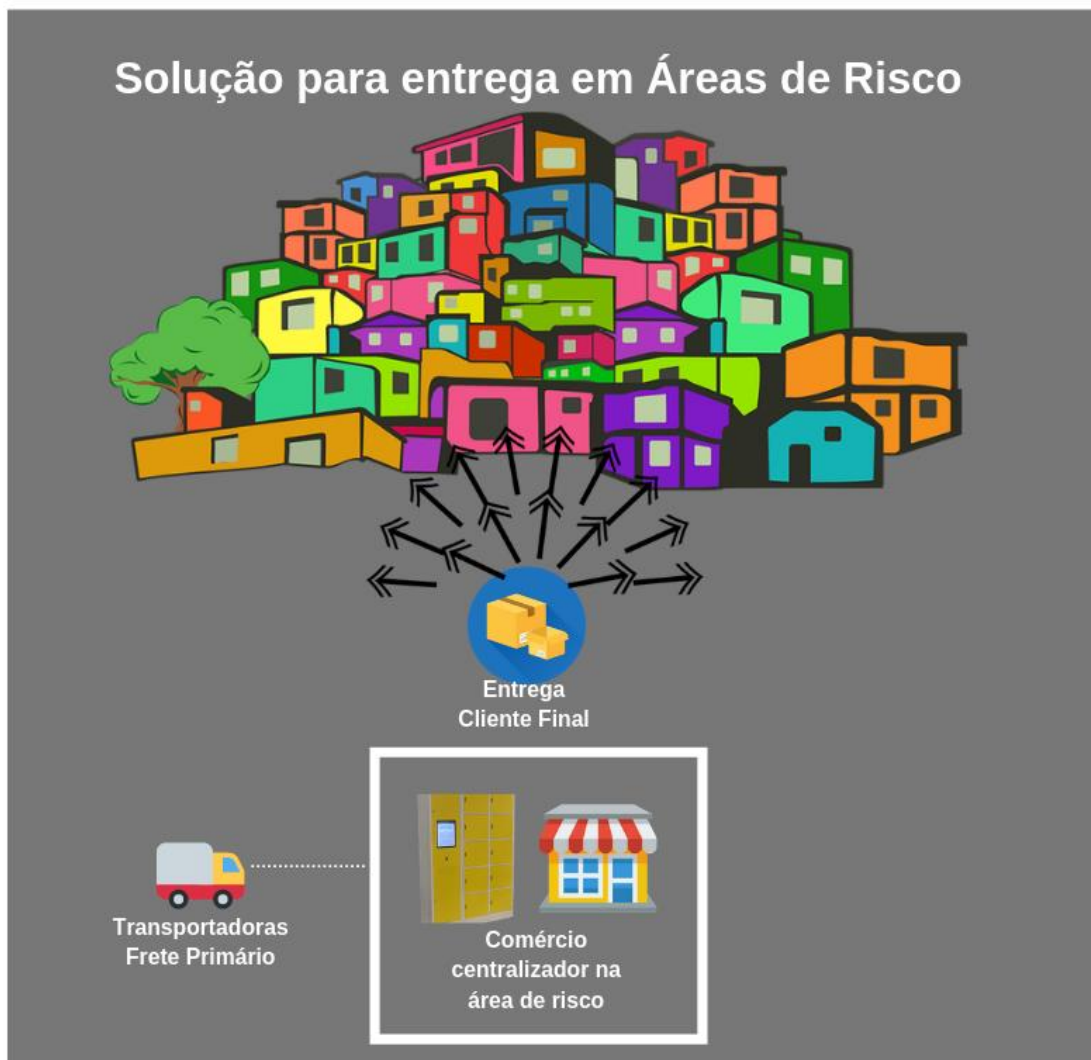 Solução para entrega em Áreas de Risco
Entrega
Cliente Final
Transportadoras
Frete Primário
Comércio
centralizador na
área de risco